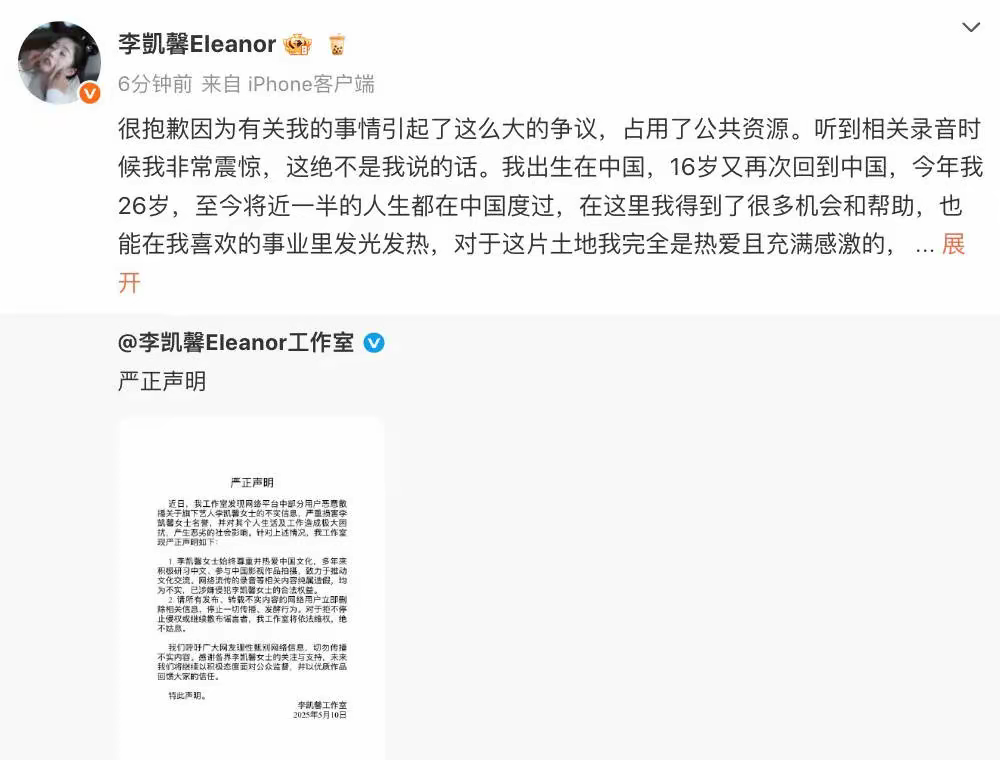 李凯馨Eleanor
6分钟前 来自 iPhone客户端
很抱歉因为有关我的事情引起了这么大的争议，占用了公共资源。听到相关录音时
候我非常震惊，这绝不是我说的话。我出生在中国，16岁又再次回到中国，今年我
26岁，至今将近一半的人生都在中国度过，在这里我得到了很多机会和帮助，也
能在我喜欢的事业里发光发热，对于这片土地我完全是热爱且充满感激的， ... 展
开
@李凯馨Eleanor工作室
严正声明
严正声明
近日，我工作室发现网络平台中部分用户恶意散
播关于旗下艺人李凯馨女士的不实信息，严重损害李
凯馨女士名誉，并对其个人生活及工作造成极大困
扰，产生恶劣的社会影响。针对上述情况，我工作室
现严正声明如下：
1. 李凯馨女士始终尊重并热爱中国文化，多年来
积极研习中文、参与中国影视作品拍摄，致力于推动
文化交流。网络流传的录音等相关内容纯属造假，均
为不实，已涉嫌侵犯李凯馨女士的合法权益。
2. 请所有发布、转载不实内容的网络用户立即删
除相关信息，停止一切传播、发酵行为。对于拒不停
止侵权或继续散布谣言者，我工作室将依法维权，绝
不姑息。
我们呼吁广大网友理性甄别网络信息，切勿传播
不实内容。感谢各界李凯馨女士的关注与支持，未来
我们将继续以积极态度面对公众监督，并以优质作品
回馈大家的信任。
特此声明。
李凯馨工作室
2025年5月10日